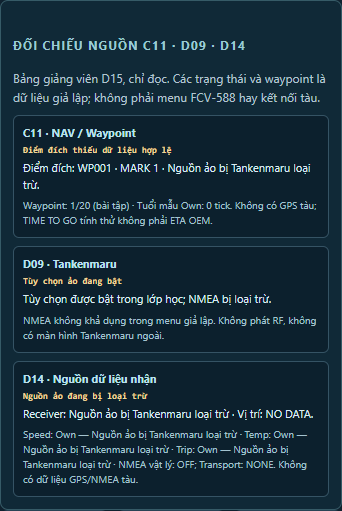 ĐỐI CHIẾU NGUỒN C11 · D09 · D14
Bảng giảng viên D15, chỉ đọc. Các trạng thái và waypoint là
dữ liệu giả lập; không phải menu FCV-588 hay kết nối tàu.
C11 · NAV / Waypoint
Điểm đích thiếu dữ liệu hợp lệ
Điểm đích: WP001 · MARK 1 · Nguồn ảo bị Tankenmaru loại
trừ.
Waypoint: 1/20 (bài tập) · Tuổi mẫu Own: 0 tick. Không có GPS tàu;
TIME TO GO tính thử không phải ETA OEM.
D09 · Tankenmaru
Tùy chọn ảo đang bật
Tùy chọn được bật trong lớp học; NMEA bị loại trừ.
NMEA không khả dụng trong menu giả lập. Không phát RF, không
có màn hình Tankenmaru ngoài.
D14 · Nguồn dữ liệu nhận
Nguồn ảo đang bị loại trừ
Receiver: Nguồn ảo bị Tankenmaru loại trừ · Vị trí: NO DATA.
Speed: Own — Nguồn ảo bị Tankenmaru loại trừ · Temp: Own —
Nguồn ảo bị Tankenmaru loại trừ · Trip: Own — Nguồn ảo bị
Tankenmaru loại trừ · NMEA vật lý: OFF; Transport: NONE. Không
có dữ liệu GPS/NMEA tàu.